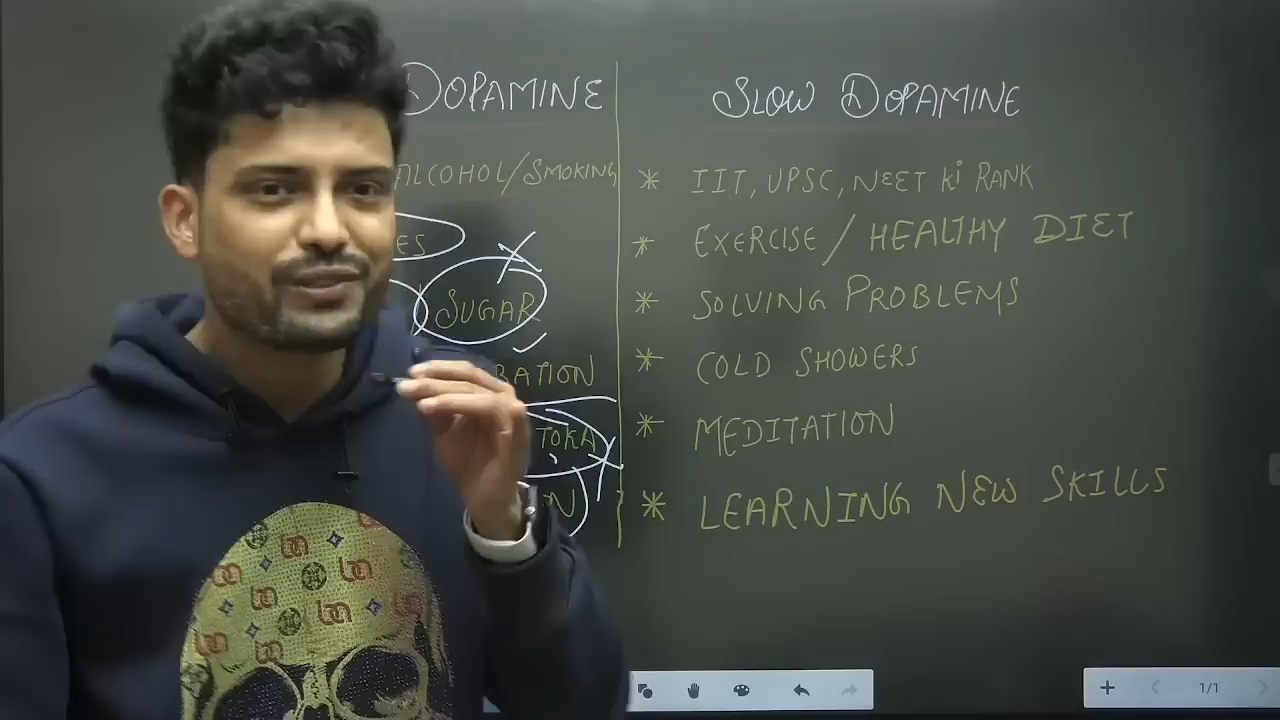 DOPAMINE
ALCOHOL/SMOKING
SUGAR
SLOW DOPAMINE
* IIT, UPSC, NEET Ki RANK
* EXERCISE / HEALTHY DIET
* SOLVING PROBLEMS
* COLD SHOWERS
* MEDITATION
* LEARNING NEW SKILLS
1/1